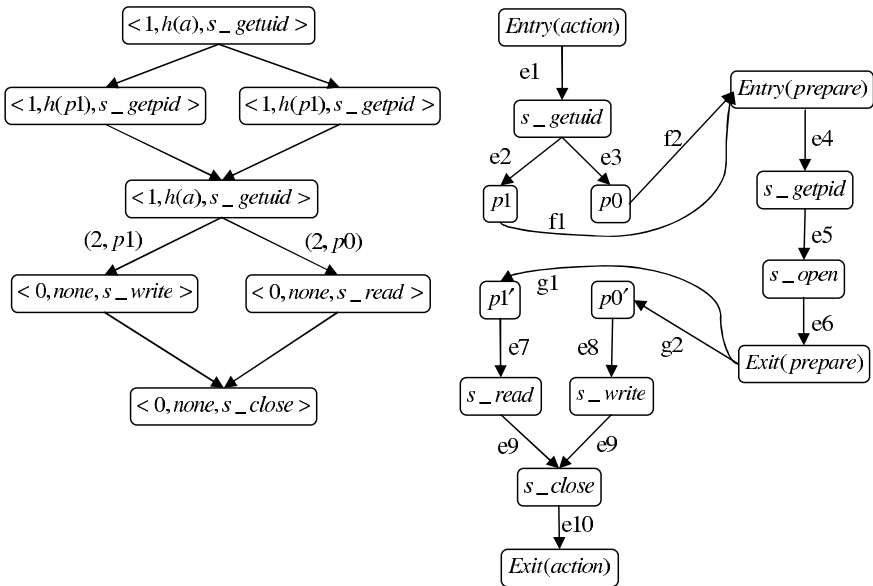 < 1, h(a), s_getuid >
< 1, h(p1), s_getpid >
< 1, h(p1), s_getpid >
< 1, h(a), s_getuid >
(2, p1)
(2, p0)
< 0, none, s_write >
< 0, none, s_read >
< 0, none, s_close >
Entry(action)
e1
s_getuid
e2
e3
p1
p0
f1
f2
Entry(prepare)
e4
s_getpid
e5
s_open
e6
Exit(prepare)
g1
g2
p1′
p0′
e7
e8
s_read
s_write
e9
e9
s_close
e10
Exit(action)